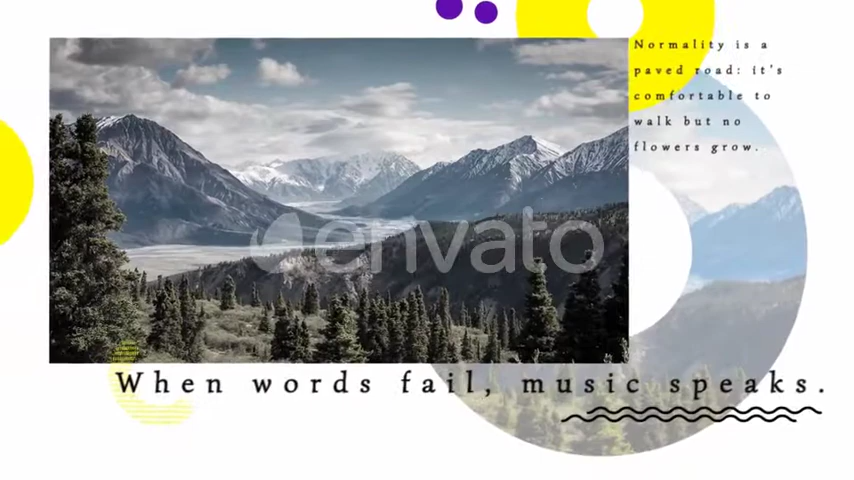 Normality is a
paved road: it's
comfortable to
walk but no
flowers grow.
envato
When words fail, music speaks.